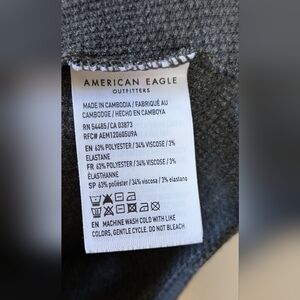 AMERICAN EAGLE
OUTFITTERS
MADE IN CAMBODIA / FABRIQUÉ AU
CAMBODGE / HECHO EN CAMBOYA
RN 54485/CA 03873
RFC# AEM120605U9A
EN 63% POLYESTER / 34% VISCOSE / 3%
ELASTANE
FR 63% POLYESTER / 34% VISCOSE / 3%
ÉLASTHANNE
SP 63% poliéster / 34% viscosa / 3% elastano
EN MACHINE WASH COLD WITH LIKE
COLORS, GENTLE CYCLE. DO NOT BLEACH.